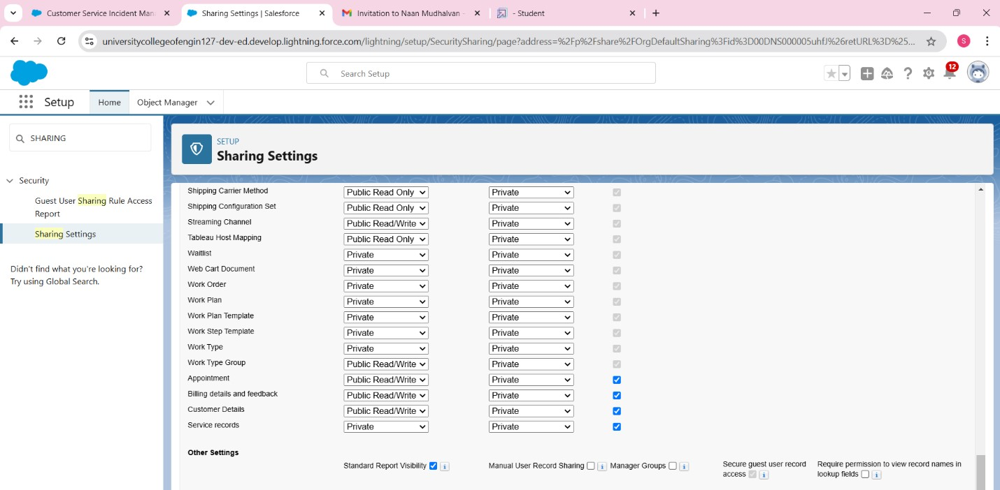 Customer Service Incident Man
Sharing Settings | Salesforce
Invitation to Naan Mudhalvan -
- Student
universitycollegeofengin127-dev-ed.develop.lightning.force.com/lightning/setup/SecuritySharing/page?address=%2Fp%2Fshare%2FOrgDefaultSharing%3Fid%3D00DNS000005uhfJ%26retURL%3D%25...
S
Search Setup
12
Setup
Home
Object Manager
SHARING
Security
Guest User Sharing Rule Access
Report
Sharing Settings
Didn't find what you're looking for?
Try using Global Search.
SETUP
Sharing Settings
Shipping Carrier Method Public Read Only Private
Shipping Configuration Set Public Read Only Private
Streaming Channel Public Read/Write Private
Tableau Host Mapping Public Read Only Private
Waitlist Private Private
Web Cart Document Private Private
Work Order Private Private
Work Plan Private Private
Work Plan Template Private Private
Work Step Template Private Private
Work Type Private Private
Work Type Group Public Read/Write Private
Appointment Public Read/Write Private
Billing details and feedback Public Read/Write Private
Customer Details Public Read/Write Private
Service records Private Private
Other Settings
Standard Report Visibility i Manual User Record Sharing i Manager Groups i
Secure guest user record
access i
Require permission to view record names in
lookup fields i